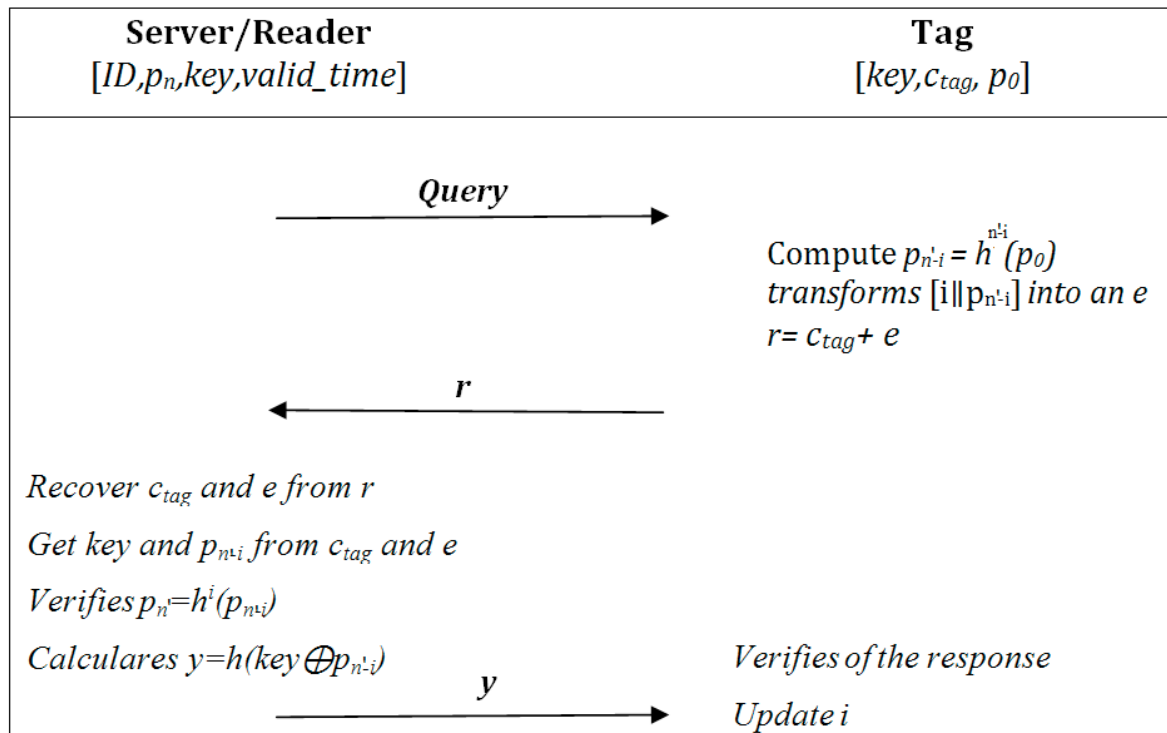 Server/Reader
[ID,pn,key,valid_time]
Tag
[key,ctag, p0]
Query
Compute pn'-i = h^n'-i(p0)
transforms [i‖pn'-i] into an e
r= ctag+ e
r
Recover ctag and e from r
Get key and pn'-i from ctag and e
Verifies pn'=h^i(pn'-i)
Calculares y=h(key⊕pn'-i)
Verifies of the response
y
Update i